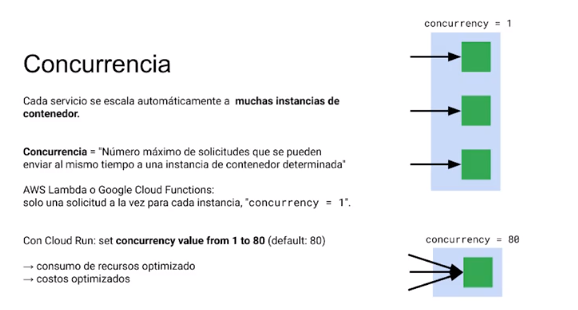 concurrency = 1
Concurrencia
Cada servicio se escala automáticamente a muchas instancias de
contenedor.
Concurrencia = "Número máximo de solicitudes que se pueden
enviar al mismo tiempo a una instancia de contenedor determinada"
AWS Lambda o Google Cloud Functions:
solo una solicitud a la vez para cada instancia, "concurrency = 1".
Con Cloud Run: set concurrency value from 1 to 80 (default: 80)
→ consumo de recursos optimizado
→ costos optimizados
concurrency = 80